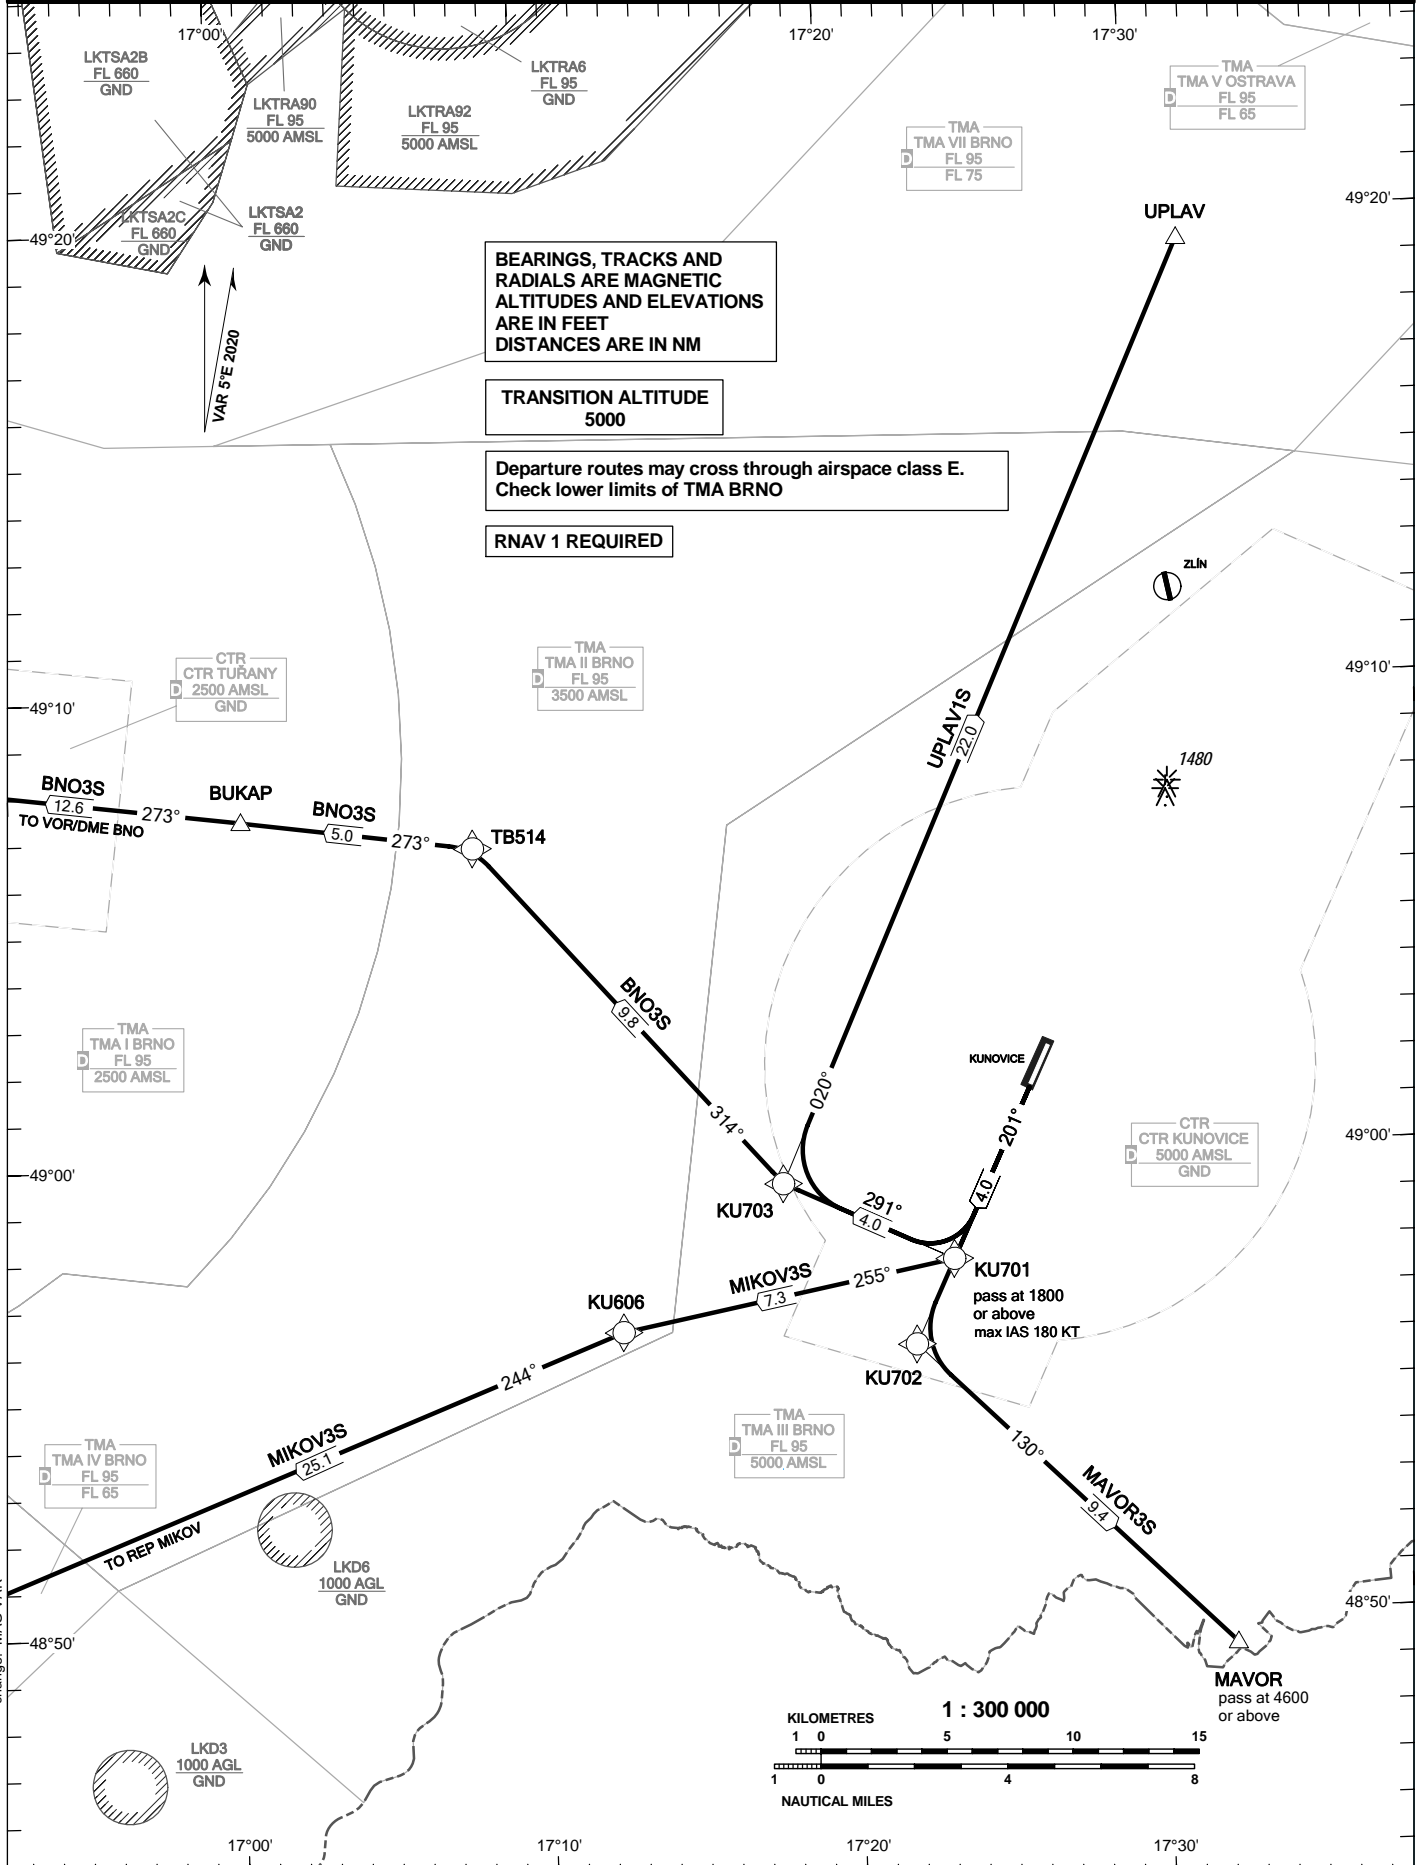 17°00'
17°20'
17°30'
LKTSA2B
FL 660
GND
LKTRA90
FL 95
5000 AMSL
LKTRA92
FL 95
5000 AMSL
LKTRA6
FL 95
GND
TMA
TMA V OSTRAVA
D
FL 95
FL 65
TMA
TMA VII BRNO
D
FL 95
FL 75
LKTSA2C
FL 660
GND
LKTSA2
FL 660
GND
49°20'
49°20'
UPLAV
VAR 5°E 2020
BEARINGS, TRACKS AND
RADIALS ARE MAGNETIC
ALTITUDES AND ELEVATIONS
ARE IN FEET
DISTANCES ARE IN NM
TRANSITION ALTITUDE
5000
Departure routes may cross through airspace class E.
Check lower limits of TMA BRNO
RNAV 1 REQUIRED
ZLÍN
CTR
CTR TUŘANY
D
2500 AMSL
GND
TMA
TMA II BRNO
D
FL 95
3500 AMSL
49°10'
49°10'
UPLAV1S
22.0
1480
BNO3S
12.6
273°
TO VOR/DME BNO
BUKAP
BNO3S
5.0
273°
TB514
BNO3S
9.8
314°
TMA
TMA I BRNO
D
FL 95
2500 AMSL
KUNOVICE
020°
201°
4.0
CTR
CTR KUNOVICE
D
5000 AMSL
GND
49°00'
49°00'
KU703
291°
4.0
KU701
pass at 1800
or above
max IAS 180 KT
MIKOV3S
7.3
255°
KU606
KU702
244°
MIKOV3S
25.1
TO REP MIKOV
TMA
TMA IV BRNO
D
FL 95
FL 65
TMA
TMA III BRNO
D
FL 95
5000 AMSL
130°
MAVOR3S
9.4
LKD6
1000 AGL
GND
48°50'
48°50'
MAVOR
pass at 4600
or above
LKD3
1000 AGL
GND
1 : 300 000
KILOMETRES
1 0 5 10 15
1 0 4 8
NAUTICAL MILES
17°00'
17°10'
17°20'
17°30'